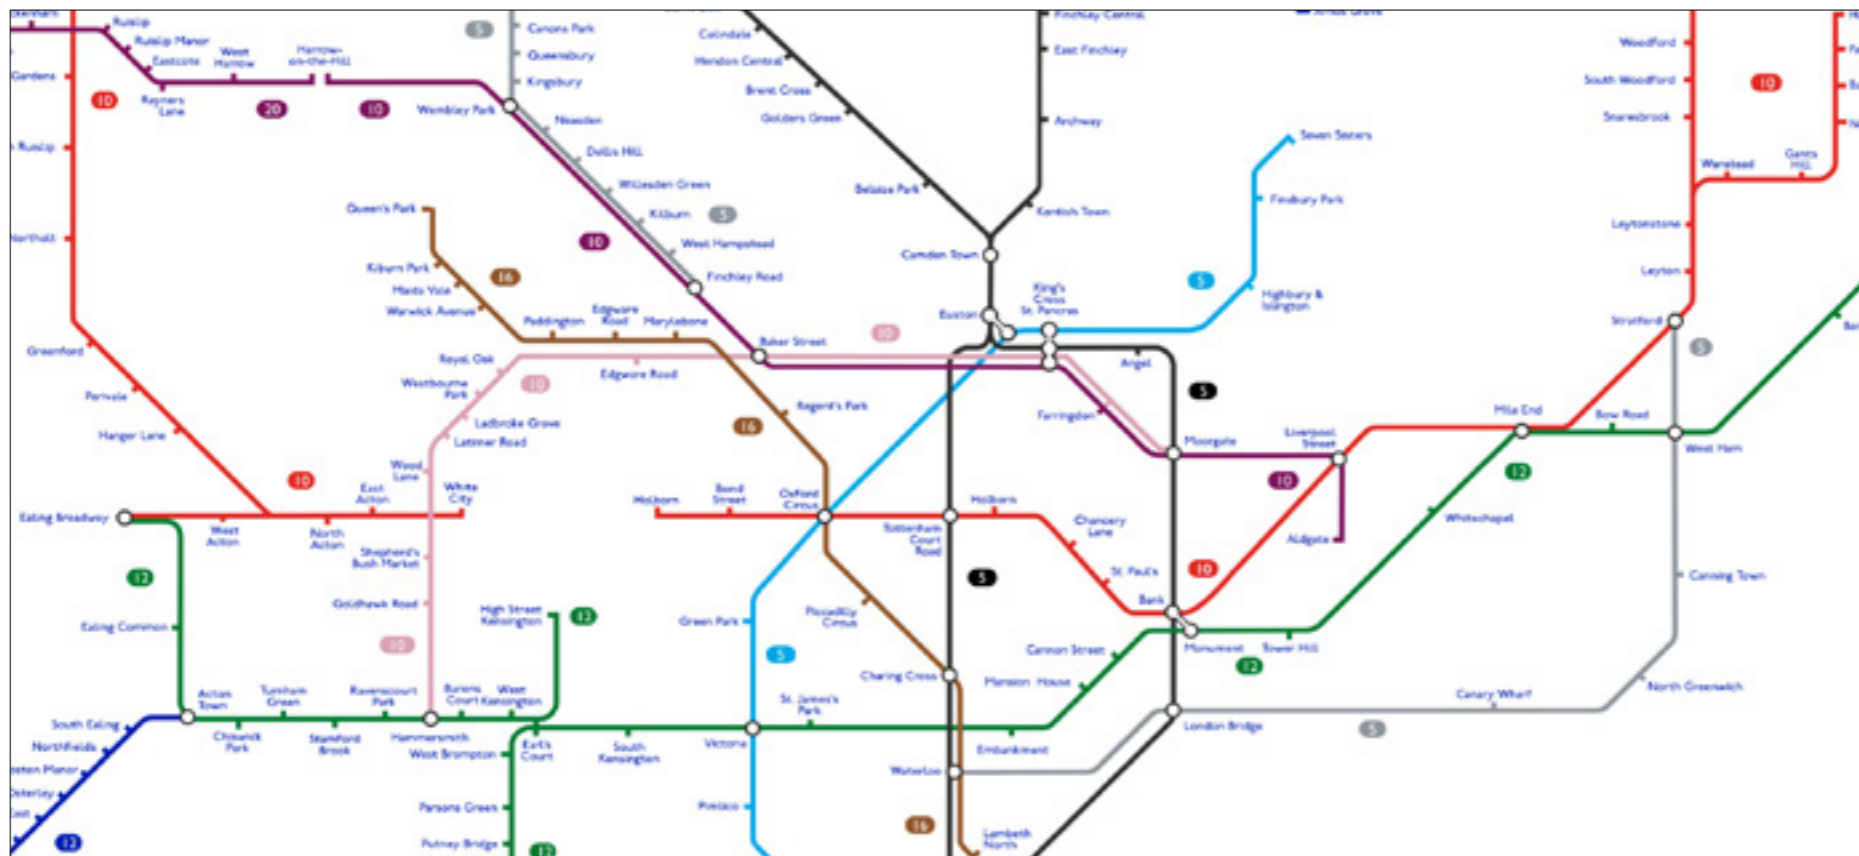 Ruislip
Ruislip Manor
Eastcote
West
Harrow
Harrow-
on-the-Hill
Rayners
Lane
20
10
10
Gardens
Ruislip
Northolt
Greenford
Perivale
Hanger Lane
10
5
Canons Park
Queensbury
Kingsbury
Wembley Park
Neasden
Dollis Hill
Willesden Green
Kilburn
5
10
West Hampstead
Finchley Road
Queen's Park
Kilburn Park
16
Maida Vale
Warwick Avenue
Paddington
Edgware
Road
Marylebone
Baker Street
10
Royal Oak
10
Edgware Road
Westbourne
Park
Ladbroke Grove
Latimer Road
16
Regent's Park
Colindale
Hendon Central
Brent Cross
Golders Green
Belsize Park
Finchley Central
East Finchley
Archway
Kentish Town
Camden Town
Euston
King's
Cross
St. Pancras
5
Seven Sisters
Finsbury Park
Highbury &
Islington
Arnos Grove
Angel
5
Farringdon
Moorgate
Liverpool
Street
10
Aldgate
Woodford
South Woodford
Snaresbrook
10
Wanstead
Gants
Hill
Leytonstone
Leyton
Stratford
5
Mile End
Bow Road
West Ham
12
Whitechapel
Canning Town
Ealing Broadway
West
Acton
North
Acton
East
Acton
White
City
Wood
Lane
Shepherd's
Bush Market
Goldhawk Road
10
12
Ealing Common
Acton
Town
Turnham
Green
Ravenscourt
Park
Barons
Court
West
Kensington
High Street
Kensington
12
South Ealing
Northfields
Osterley
12
Chiswick
Park
Stamford
Brook
Hammersmith
West Brompton
Earl's
Court
South
Kensington
Parsons Green
Putney Bridge
12
Holborn
Bond
Street
Oxford
Circus
Tottenham
Court
Road
Holborn
Chancery
Lane
St. Paul's
10
Bank
Green Park
5
Piccadilly
Circus
5
Charing Cross
Victoria
St. James's
Park
Pimlico
Waterloo
16
Lambeth
North
Embankment
Mansion House
Cannon Street
Monument
Tower Hill
12
London Bridge
5
Canary Wharf
North Greenwich